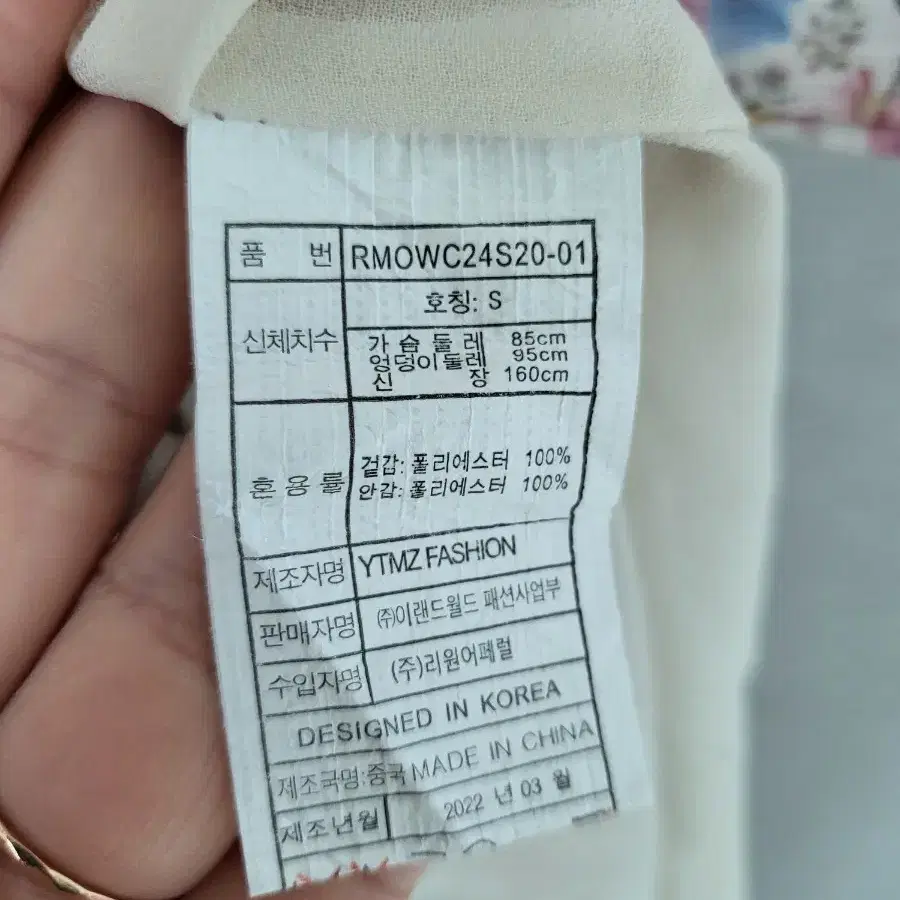 품 번 RMOWC24S20-01
호칭: S
신체치수
가 슴 둘 레 85cm
엉덩이둘레 95cm
신 장 160cm
혼 용 률
겉감: 폴리에스터 100%
안감: 폴리에스터 100%
제조자명 YTMZ FASHION
판매자명 (주)이랜드월드 패션사업부
수입자명 (주)리원어페럴
DESIGNED IN KOREA
제조국명:중국 MADE IN CHINA
제조년월 2022 년 03 월